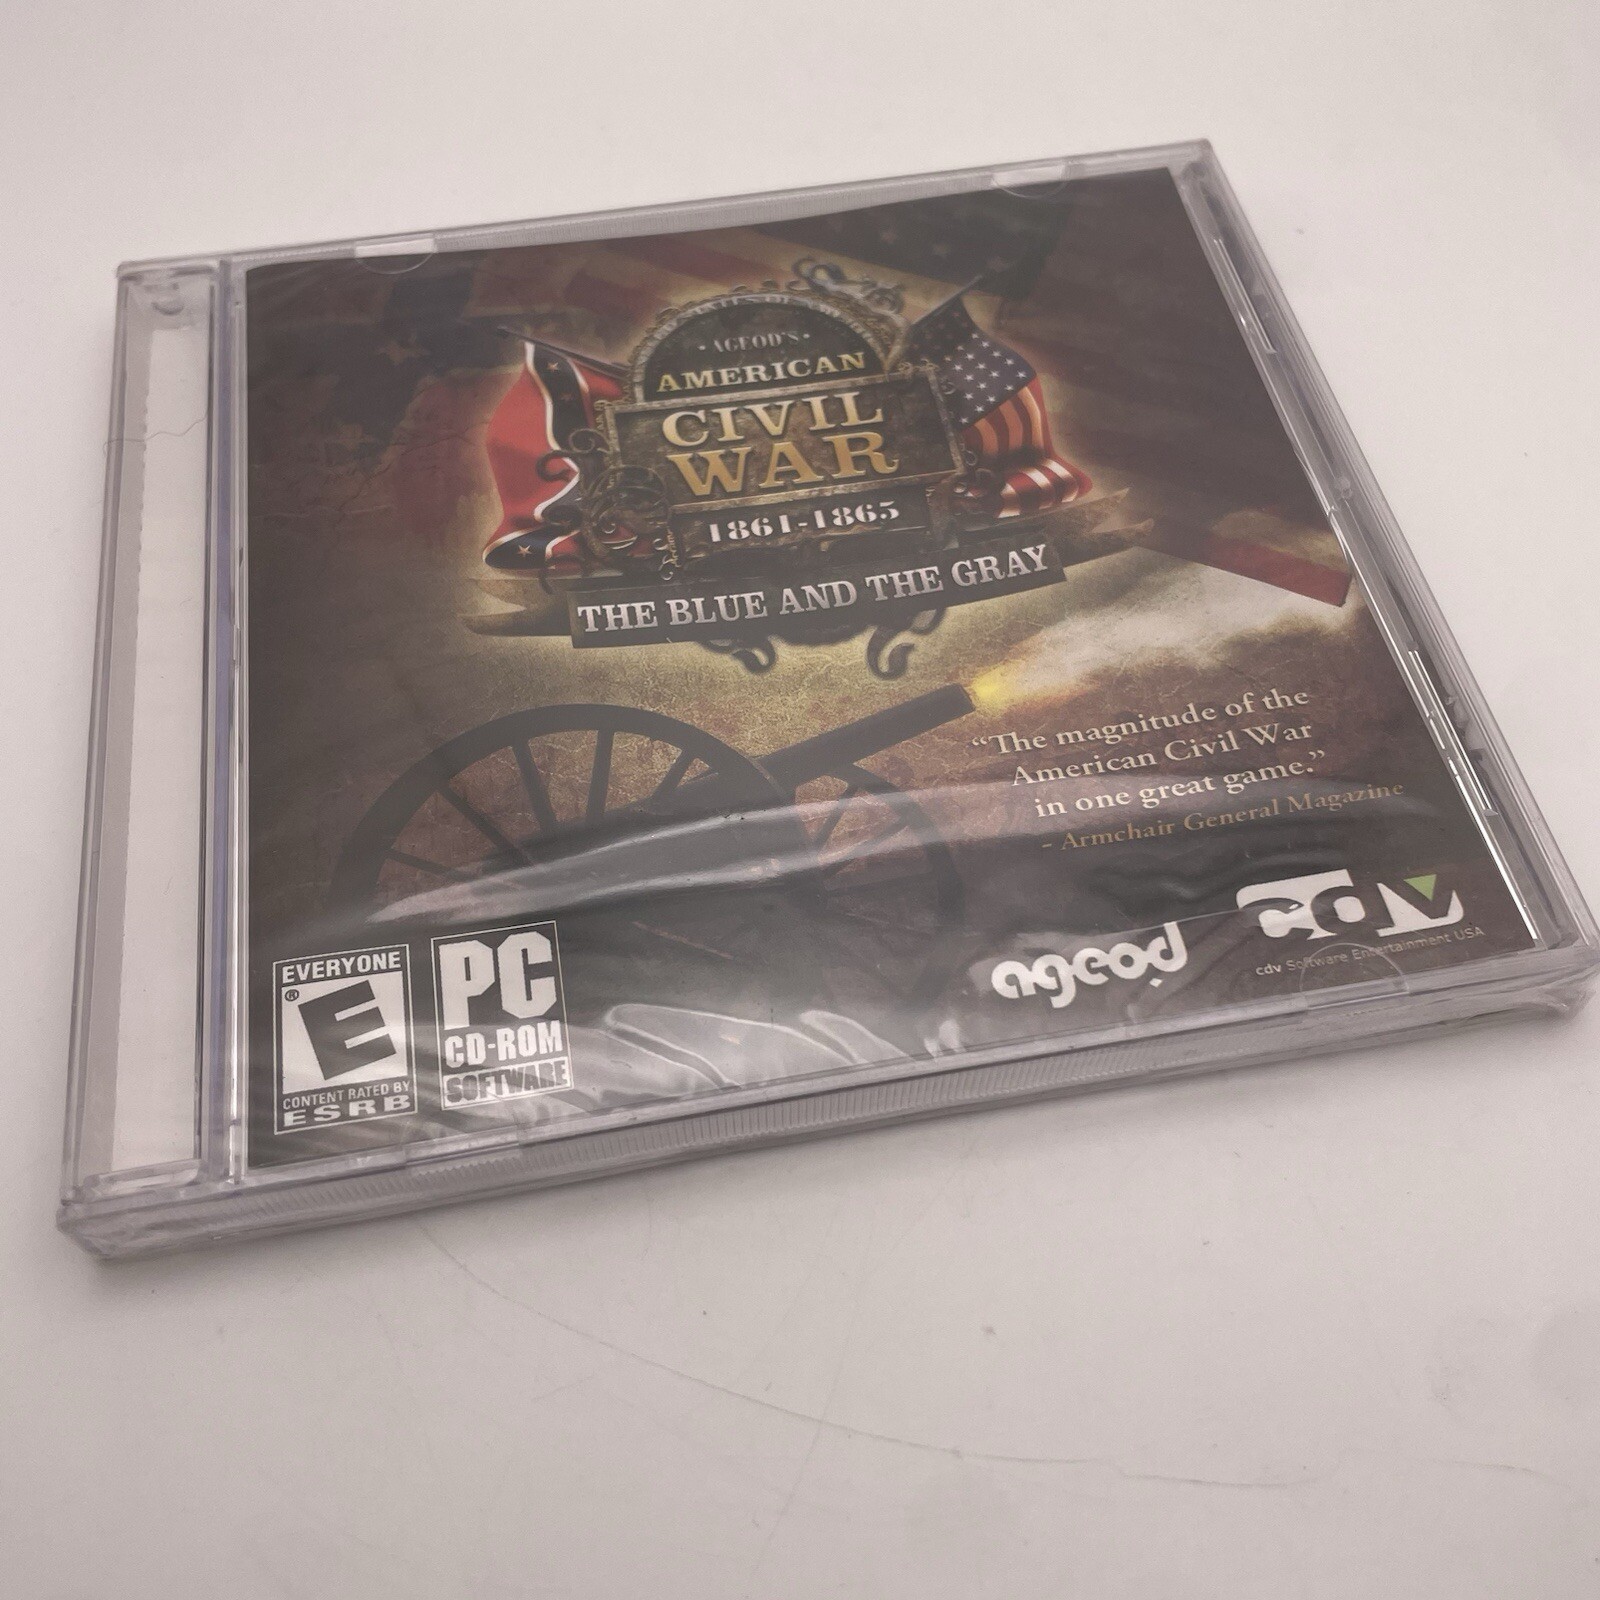 ·AGEOD'S·
AMERICAN
CIVIL
WAR
1861-1865
THE BLUE AND THE GRAY
“The magnitude of the
American Civil War
in one great game.”
- Armchair General Magazine
EVERYONE
E
®
CONTENT RATED BY
ESRB
PC
CD-ROM
SOFTWARE
ageod
cdv
cdv Software Entertainment USA